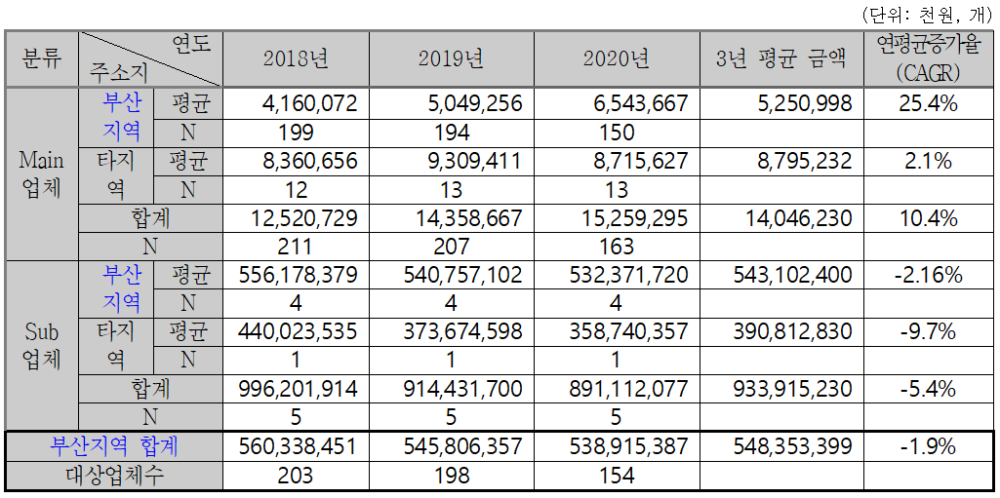 (단위: 천원, 개)
분류 연도 주소지 2018년 2019년 2020년 3년 평균 금액 연평균증가율 (CAGR)
Main 업체 부산 지역 평균 4,160,072 5,049,256 6,543,667 5,250,998 25.4%
N 199 194 150
타지 역 평균 8,360,656 9,309,411 8,715,627 8,795,232 2.1%
N 12 13 13
합계 12,520,729 14,358,667 15,259,295 14,046,230 10.4%
N 211 207 163
Sub 업체 부산 지역 평균 556,178,379 540,757,102 532,371,720 543,102,400 -2.16%
N 4 4 4
타지 역 평균 440,023,535 373,674,598 358,740,357 390,812,830 -9.7%
N 1 1 1
합계 996,201,914 914,431,700 891,112,077 933,915,230 -5.4%
N 5 5 5
부산지역 합계 560,338,451 545,806,357 538,915,387 548,353,399 -1.9%
대상업체수 203 198 154